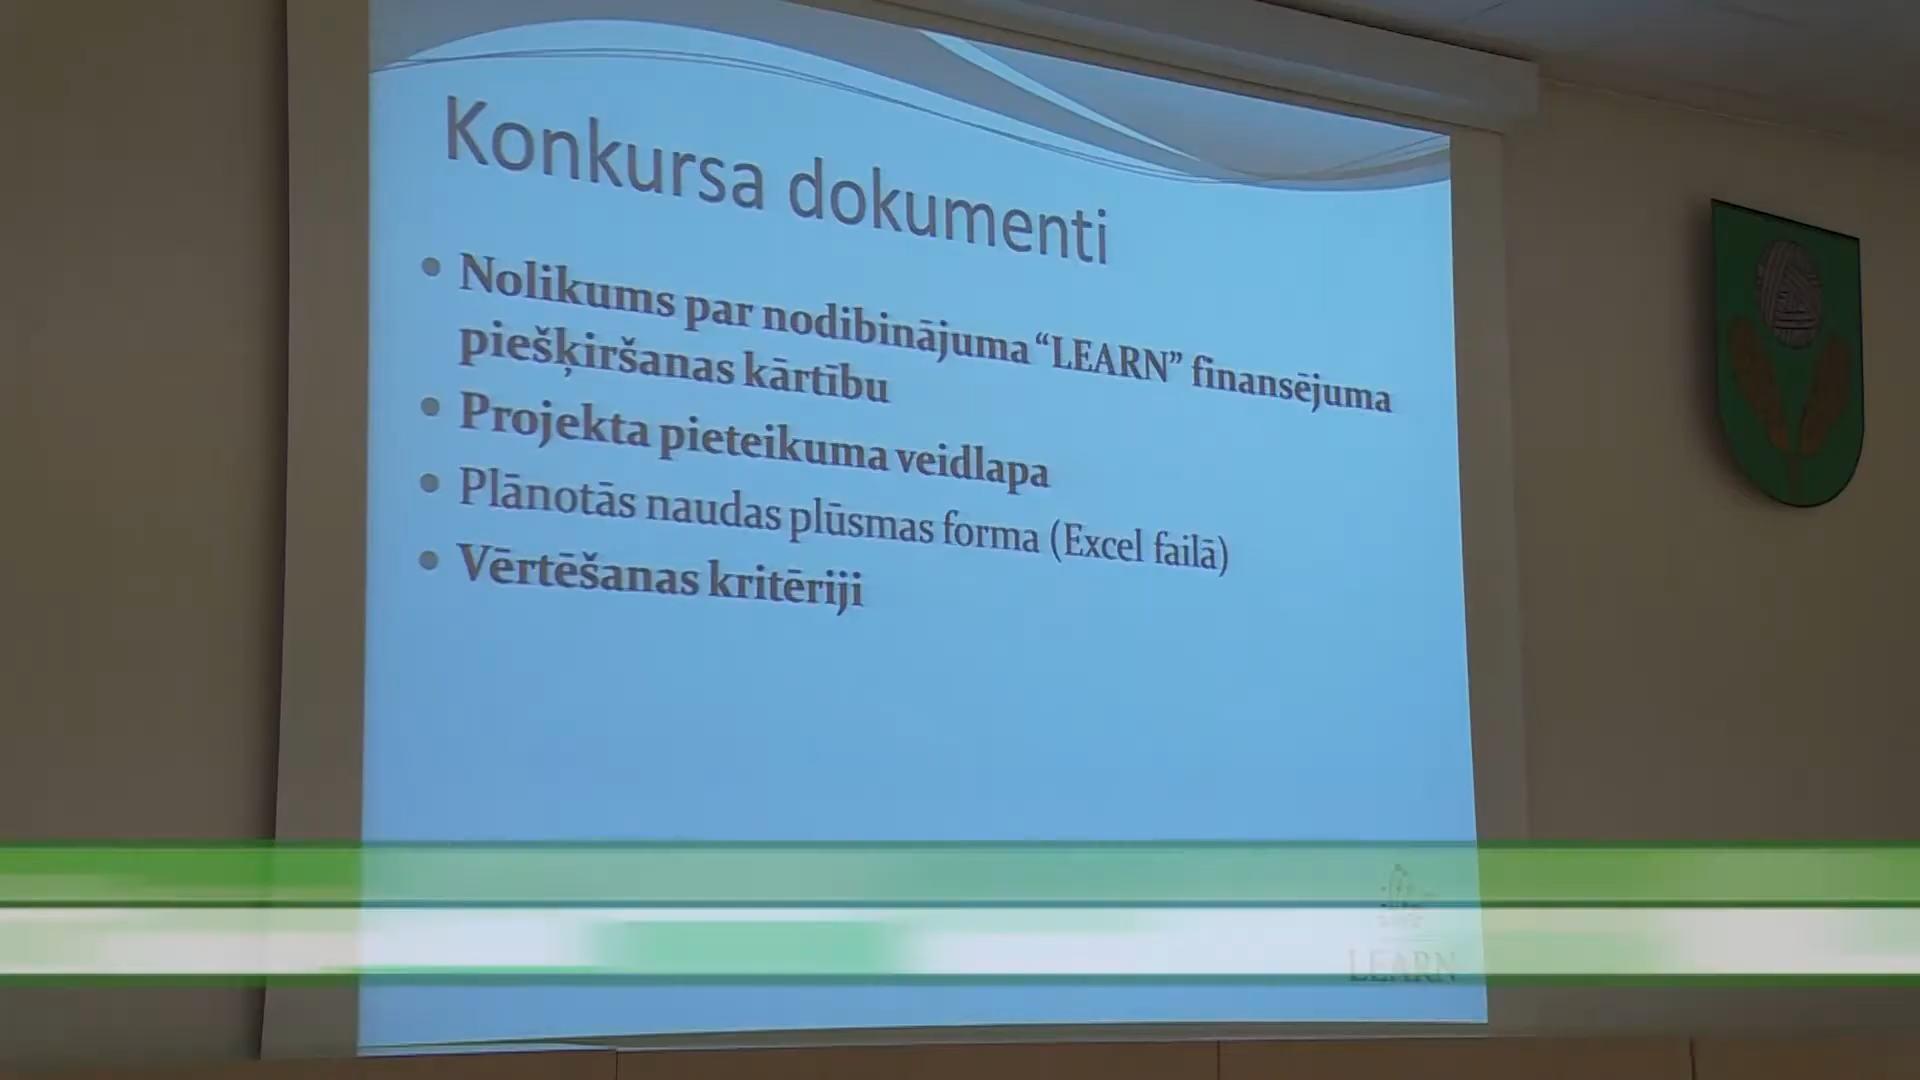 Konkursa dokumenti
• Nolikums par nodibinājuma “LEARN” finansējuma
piešķiršanas kārtību
• Projekta pieteikuma veidlapa
• Plānotās naudas plūsmas forma (Excel failā)
• Vērtēšanas kritēriji
LEARN